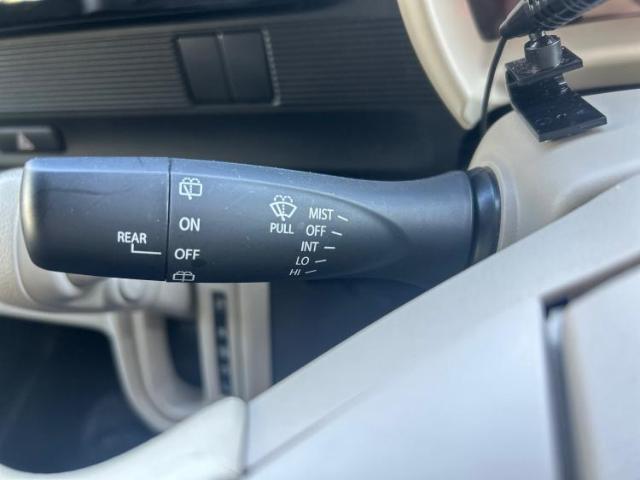 REAR
ON
OFF
PULL
MIST
OFF
INT
LO
HI